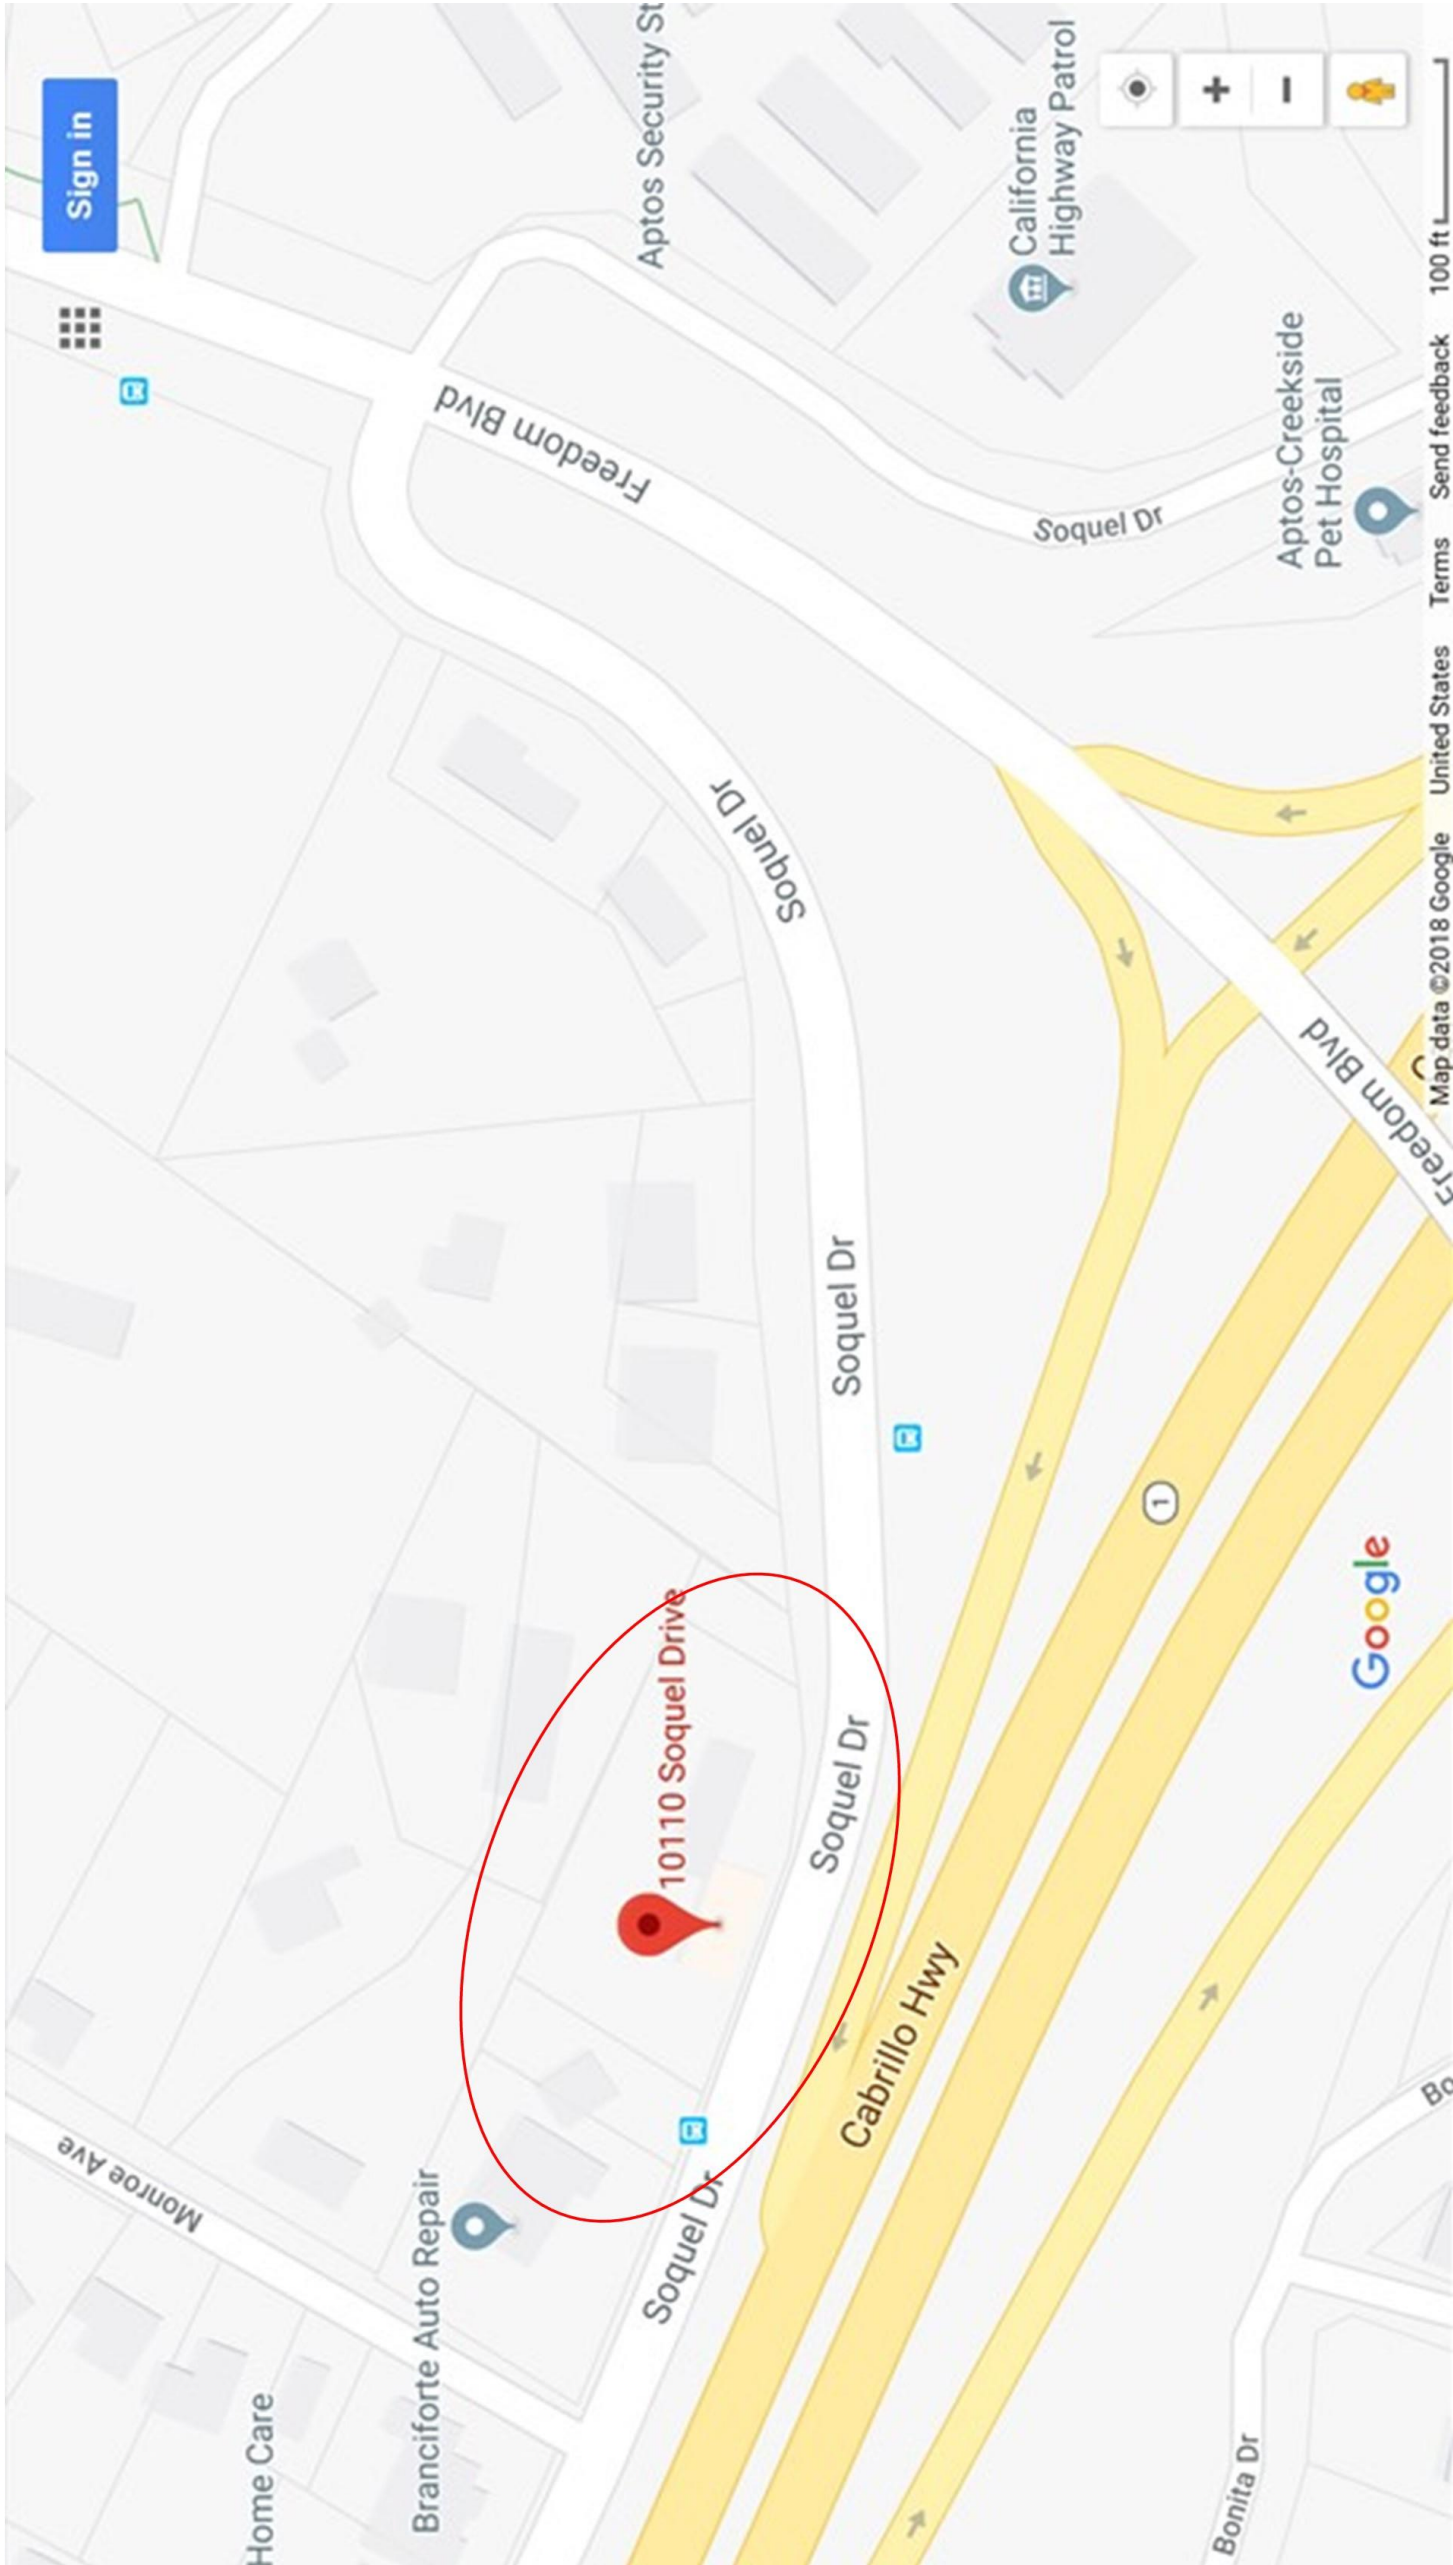 Sign in
Aptos Security St
California
Highway Patrol
Freedom Blvd
Soquel Dr
Aptos-Creekside
Pet Hospital
Soquel Dr
Freedom Blvd
Soquel Dr
1
10110 Soquel Drive
Soquel Dr
Cabrillo Hwy
Soquel Dr
Monroe Ave
Branciforte Auto Repair
Home Care
Bonita Dr
Bo
Google
Map data ©2018 Google United States Terms Send feedback 100 ft